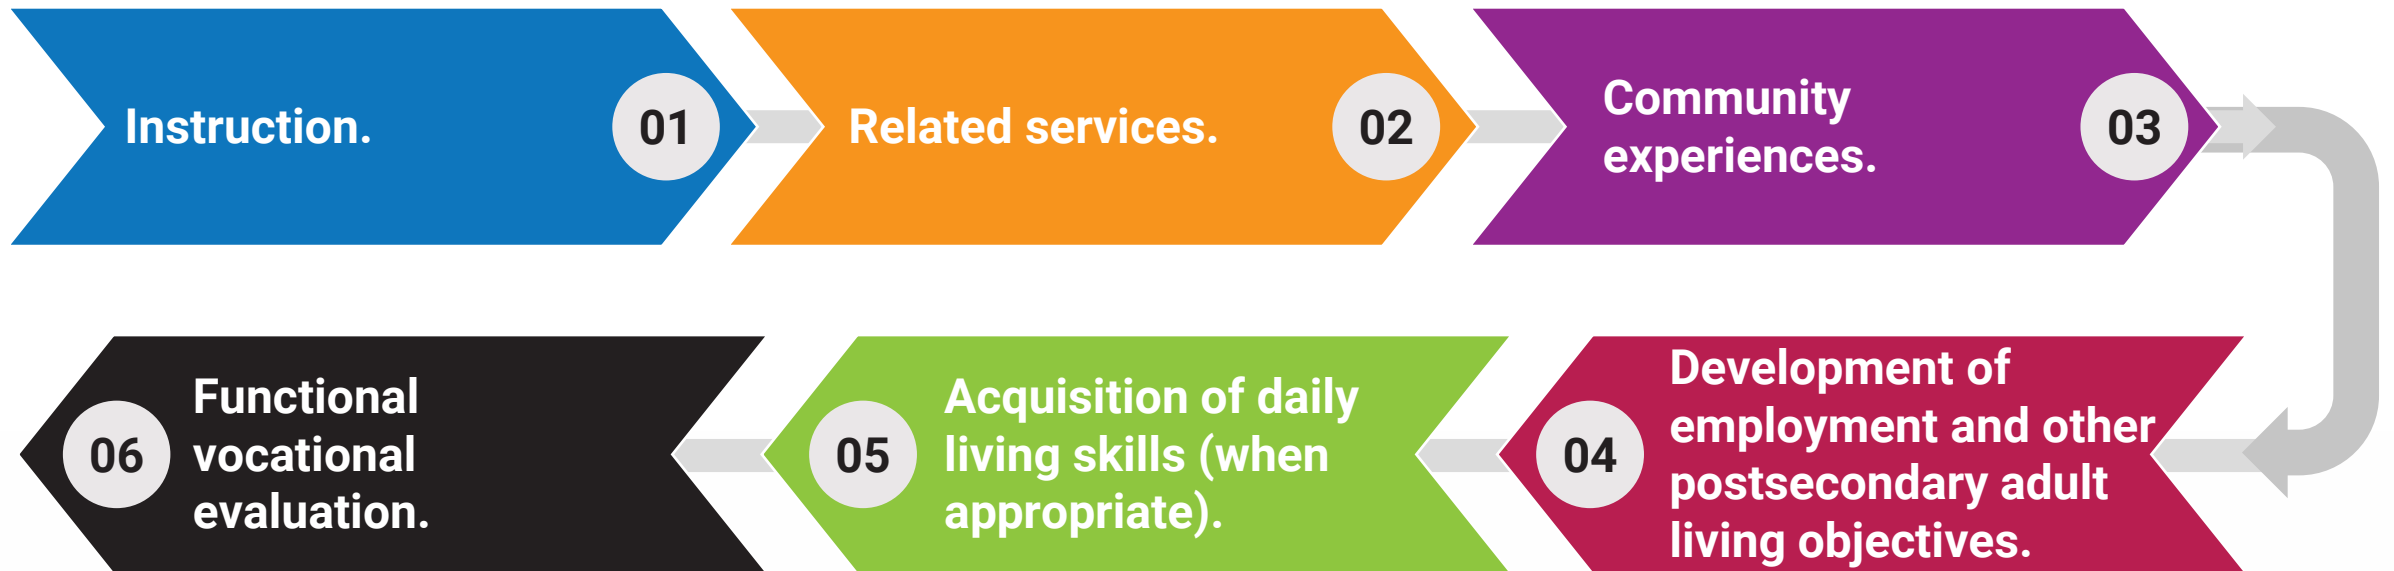 Instruction.
01
Related services.
02
Community
experiences.
03
04
Development of
employment and other
postsecondary adult
living objectives.
05
Acquisition of daily
living skills (when
appropriate).
06
Functional
vocational
evaluation.